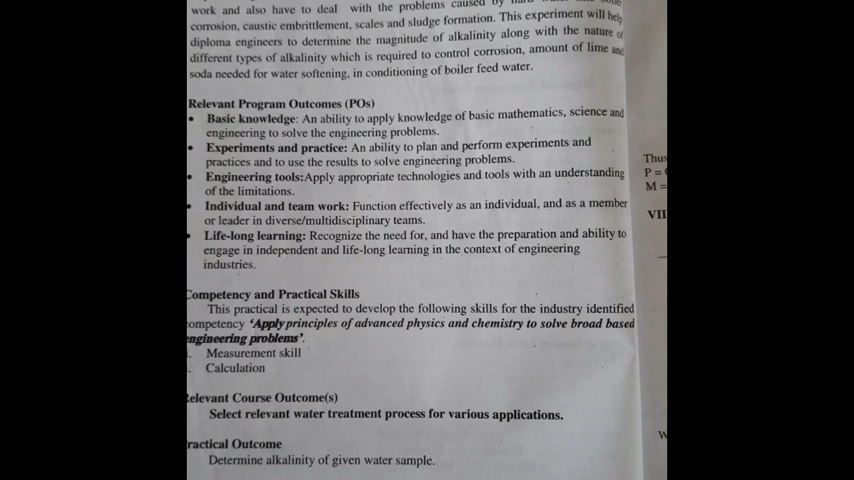 work and also have to deal with the problems caused by
corrosion, caustic embrittlement, scales and sludge formation. This experiment will help
diploma engineers to determine the magnitude of alkalinity along with the nature of
different types of alkalinity which is required to control corrosion, amount of lime and
soda needed for water softening, in conditioning of boiler feed water.
Relevant Program Outcomes (POs)
• Basic knowledge: An ability to apply knowledge of basic mathematics, science and
engineering to solve the engineering problems.
• Experiments and practice: An ability to plan and perform experiments and
practices and to use the results to solve engineering problems.
• Engineering tools:Apply appropriate technologies and tools with an understanding
of the limitations.
• Individual and team work: Function effectively as an individual, and as a member
or leader in diverse/multidisciplinary teams.
• Life-long learning: Recognize the need for, and have the preparation and ability to
engage in independent and life-long learning in the context of engineering
industries.
Competency and Practical Skills
This practical is expected to develop the following skills for the industry identified
competency 'Apply principles of advanced physics and chemistry to solve broad based
engineering problems'.
Measurement skill
Calculation
Relevant Course Outcome(s)
Select relevant water treatment process for various applications.
Practical Outcome
Determine alkalinity of given water sample.
Thus
P =
M =
VII
W